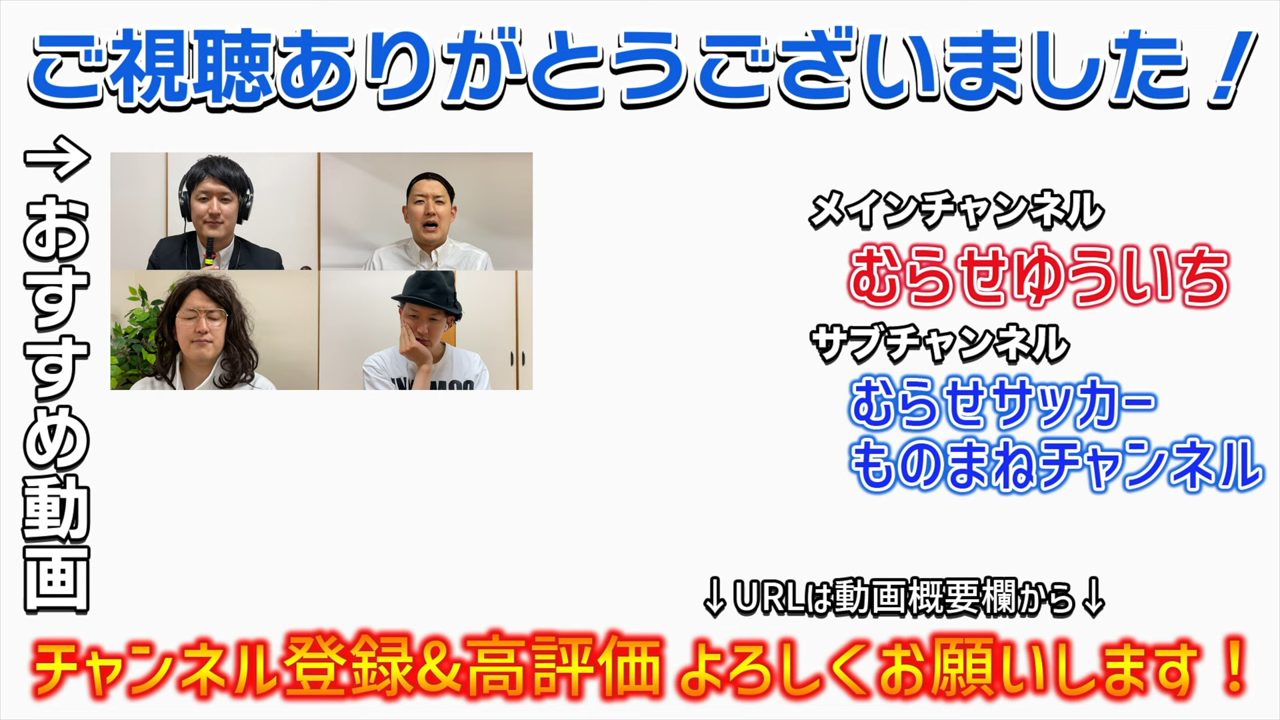 ご視聴ありがとうございました！
→おすすめ動画
メインチャンネル
むらせゆういち
サブチャンネル
むらせサッカー
ものまねチャンネル
↓URLは動画概要欄から↓
チャンネル登録&高評価 よろしくお願いします！